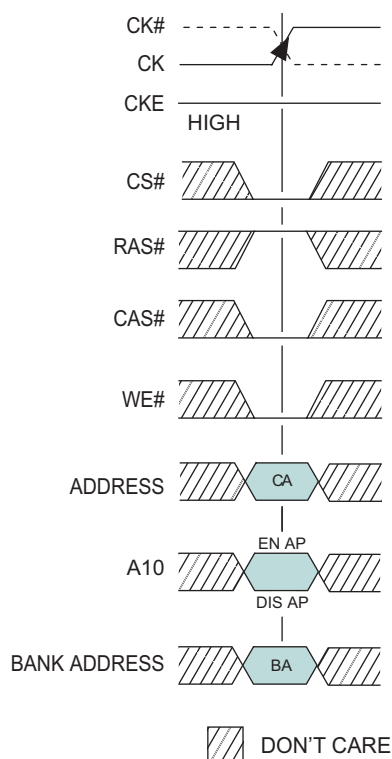 CK#
CK
CKE
HIGH
CS#
RAS#
CAS#
WE#
ADDRESS
CA
EN AP
A10
DIS AP
BANK ADDRESS
BA
DON'T CARE